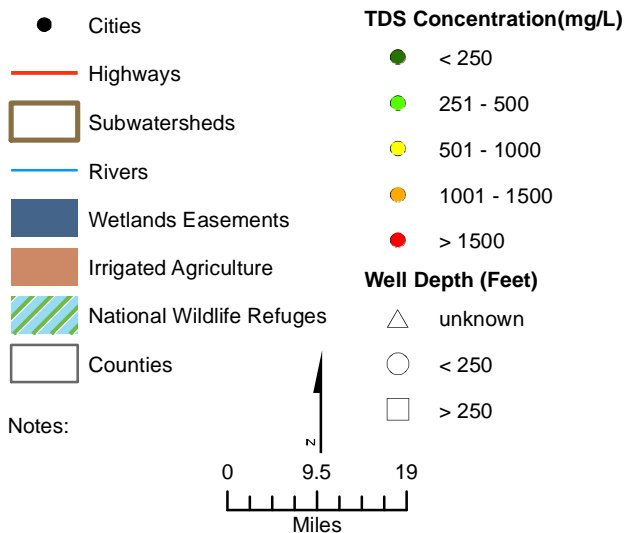 Cities
Highways
Subwatersheds
Rivers
Wetlands Easements
Irrigated Agriculture
National Wildlife Refuges
Counties
Notes:
TDS Concentration(mg/L)
< 250
251 - 500
501 - 1000
1001 - 1500
> 1500
Well Depth (Feet)
unknown
< 250
> 250
N
0 9.5 19
Miles